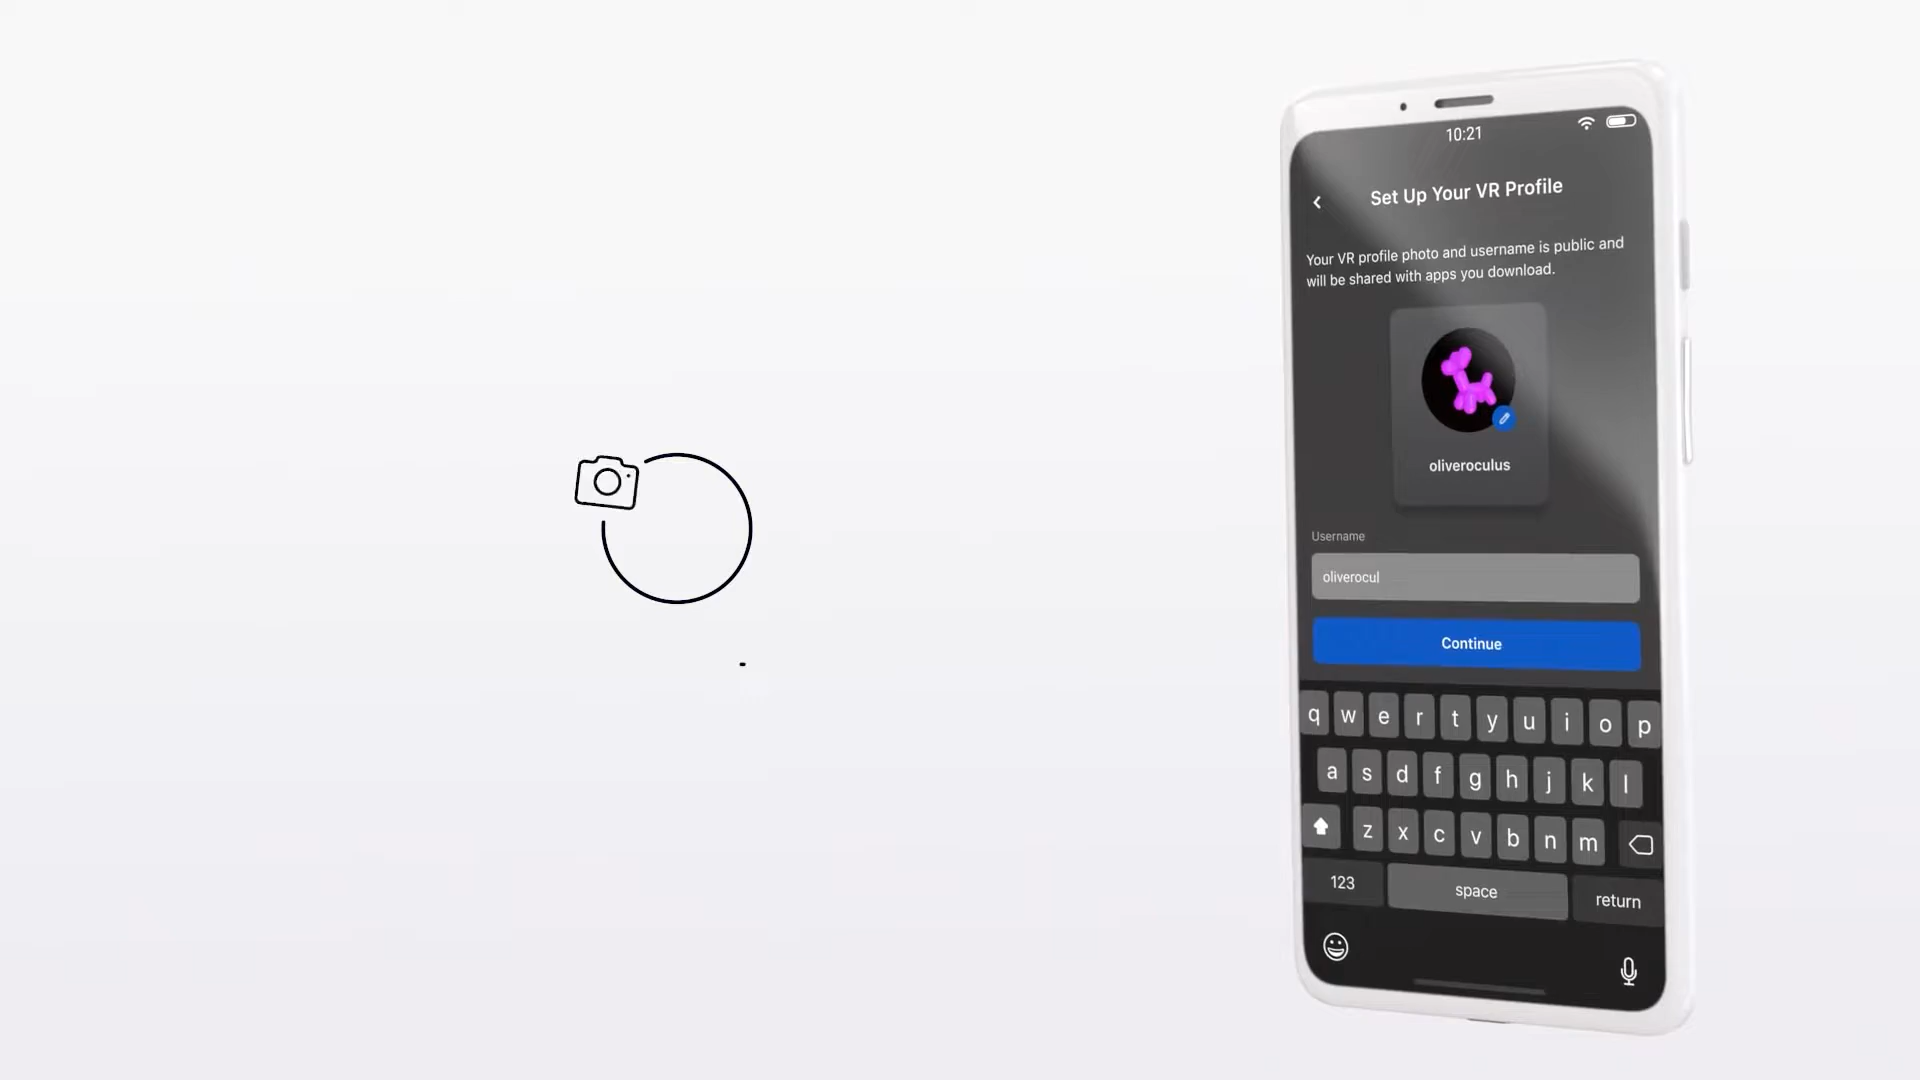 10:21
Set Up Your VR Profile
Your VR profile photo and username is public and
will be shared with apps you download.
oliveroculus
Username
oliverocul
Continue
q w e r t y u i o p
a s d f g h j k l
z x c v b n m
123 space return